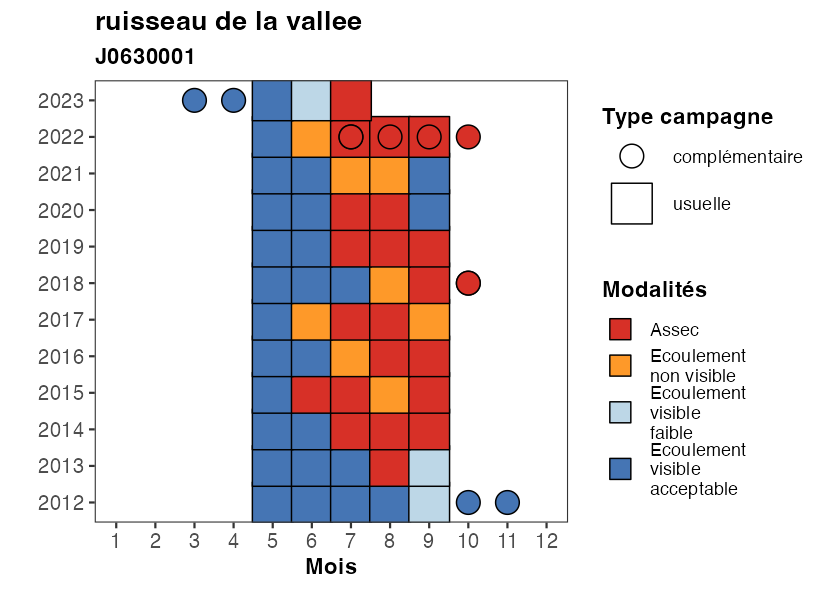 ruisseau de la vallee
J0630001
2023
2022
2021
2020
2019
2018
2017
2016
2015
2014
2013
2012
1 2 3 4 5 6 7 8 9 10 11 12
Mois
Type campagne
complémentaire
usuelle
Modalités
Assec
Ecoulement
non visible
Ecoulement
visible
faible
Ecoulement
visible
acceptable